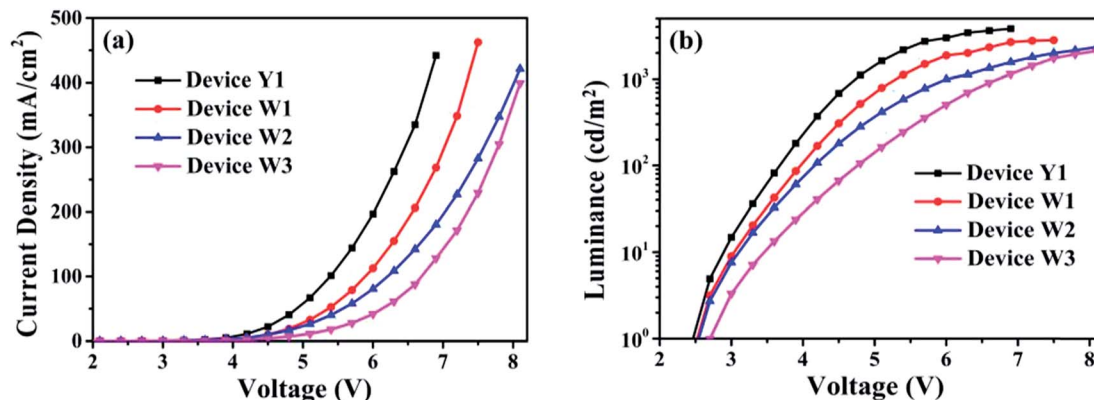 (a)
Device Y1
Device W1
Device W2
Device W3
Current Density (mA/cm²)
500
400
300
200
100
0
2 3 4 5 6 7 8
Voltage (V)
(b)
Device Y1
Device W1
Device W2
Device W3
Luminance (cd/m²)
10³
10²
10¹
10⁰
2 3 4 5 6 7 8
Voltage (V)